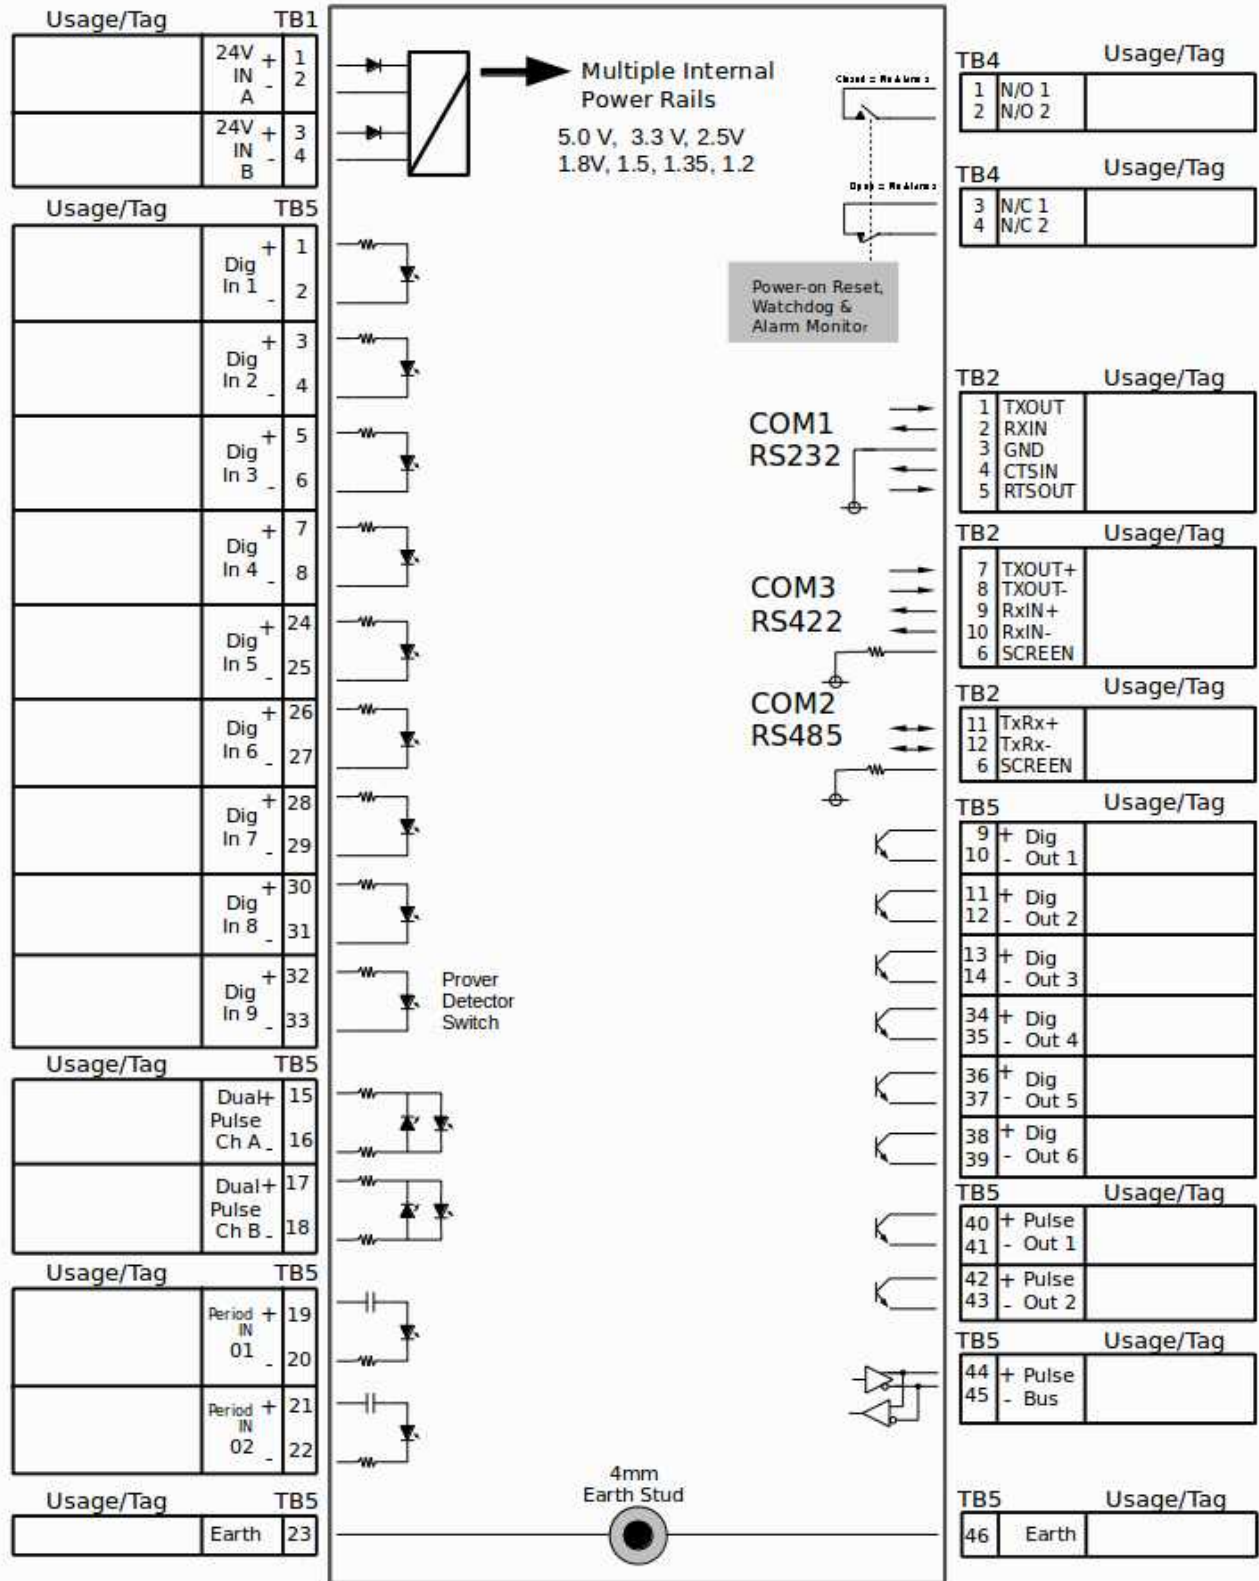 Usage/Tag TB1
24V + 1
IN - 2
A
24V + 3
IN - 4
B
Usage/Tag TB5
+ 1
Dig
In 1
- 2
+ 3
Dig
In 2
- 4
+ 5
Dig
In 3
- 6
+ 7
Dig
In 4
- 8
+ 24
Dig
In 5
- 25
+ 26
Dig
In 6
- 27
+ 28
Dig
In 7
- 29
+ 30
Dig
In 8
- 31
+ 32
Dig
In 9
- 33
Usage/Tag TB5
Dual+ 15
Pulse
Ch A - 16
Dual+ 17
Pulse
Ch B - 18
Usage/Tag TB5
Period + 19
IN
01
- 20
Period + 21
IN
02
- 22
Usage/Tag TB5
Earth 23
Multiple Internal
Power Rails
5.0 V, 3.3 V, 2.5V
1.8V, 1.5, 1.35, 1.2
Closed = No Alarms
Open = No Alarms
Power-on Reset,
Watchdog &
Alarm Monitor
COM1
RS232
COM3
RS422
COM2
RS485
Prover
Detector
Switch
4mm
Earth Stud
TB4 Usage/Tag
1 N/O 1
2 N/O 2
TB4 Usage/Tag
3 N/C 1
4 N/C 2
TB2 Usage/Tag
1 TXOUT
2 RXIN
3 GND
4 CTSIN
5 RTSOUT
TB2 Usage/Tag
7 TXOUT+
8 TXOUT-
9 RxIN+
10 RxIN-
6 SCREEN
TB2 Usage/Tag
11 TxRx+
12 TxRx-
6 SCREEN
TB5 Usage/Tag
9 + Dig
10 - Out 1
11 + Dig
12 - Out 2
13 + Dig
14 - Out 3
34 + Dig
35 - Out 4
36 + Dig
37 - Out 5
38 + Dig
39 - Out 6
TB5 Usage/Tag
40 + Pulse
41 - Out 1
42 + Pulse
43 - Out 2
TB5 Usage/Tag
44 + Pulse
45 - Bus
TB5 Usage/Tag
46 Earth